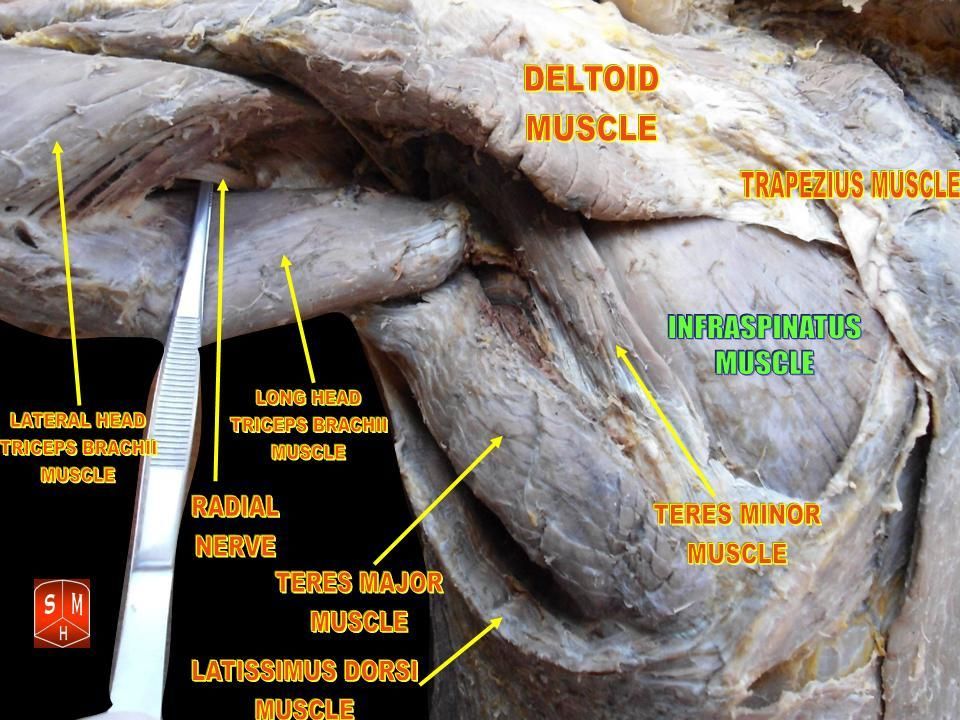 DELTOID
MUSCLE
TRAPEZIUS MUSCLE
INFRASPINATUS
MUSCLE
LATERAL HEAD
TRICEPS BRACHII
MUSCLE
LONG HEAD
TRICEPS BRACHII
MUSCLE
RADIAL
NERVE
TERES MINOR
MUSCLE
TERES MAJOR
MUSCLE
LATISSIMUS DORSI
MUSCLE
S M
H